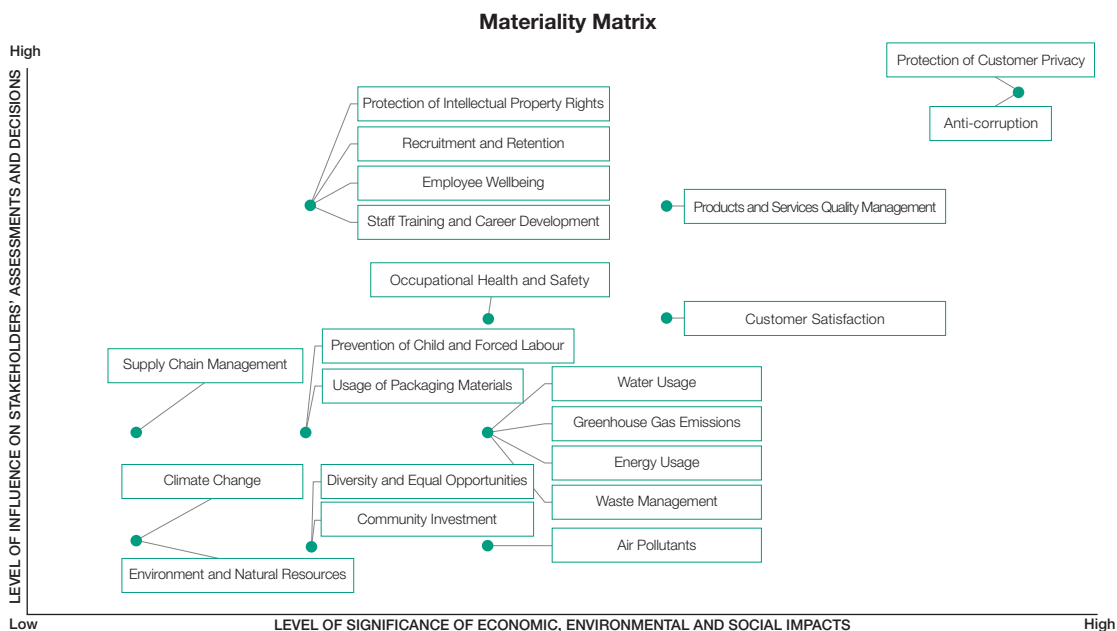 Materiality Matrix
High
LEVEL OF INFLUENCE ON STAKEHOLDERS' ASSESSMENTS AND DECISIONS
Protection of Customer Privacy
Anti-corruption
Protection of Intellectual Property Rights
Recruitment and Retention
Employee Wellbeing
Staff Training and Career Development
Products and Services Quality Management
Occupational Health and Safety
Customer Satisfaction
Prevention of Child and Forced Labour
Supply Chain Management
Usage of Packaging Materials
Water Usage
Greenhouse Gas Emissions
Energy Usage
Waste Management
Climate Change
Diversity and Equal Opportunities
Community Investment
Air Pollutants
Environment and Natural Resources
Low
LEVEL OF SIGNIFICANCE OF ECONOMIC, ENVIRONMENTAL AND SOCIAL IMPACTS
High